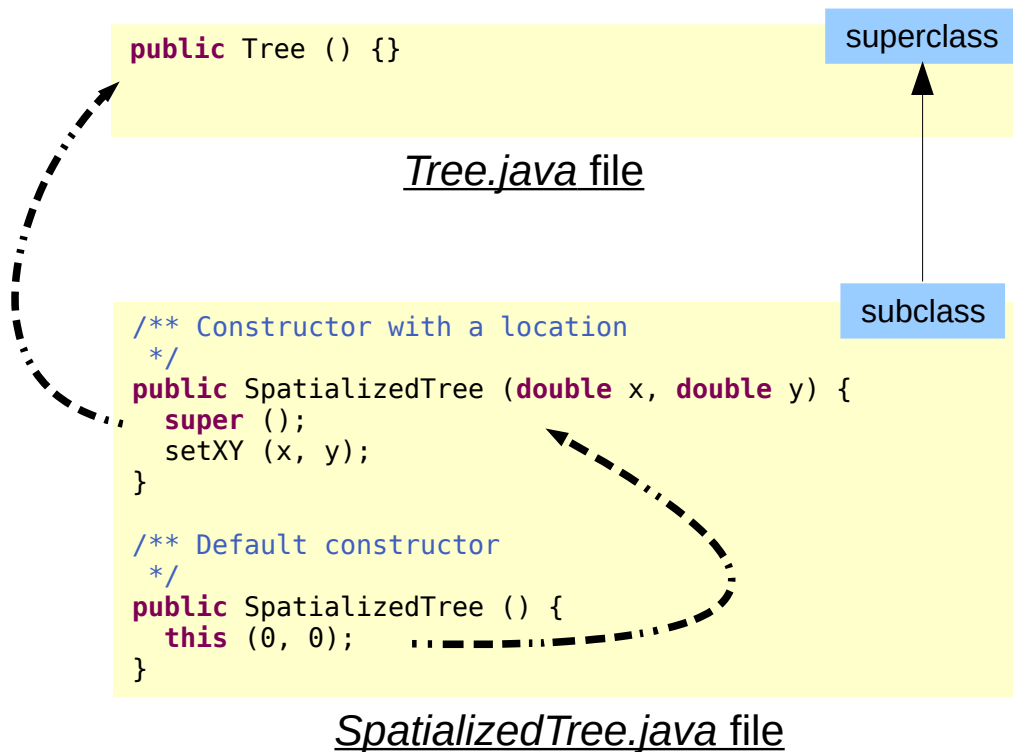 public Tree () {}
superclass
Tree.java file
subclass
/** Constructor with a location
 */
public SpatializedTree (double x, double y) {
  super ();
  setXY (x, y);
}
/** Default constructor
 */
public SpatializedTree () {
  this (0, 0);
}
SpatializedTree.java file